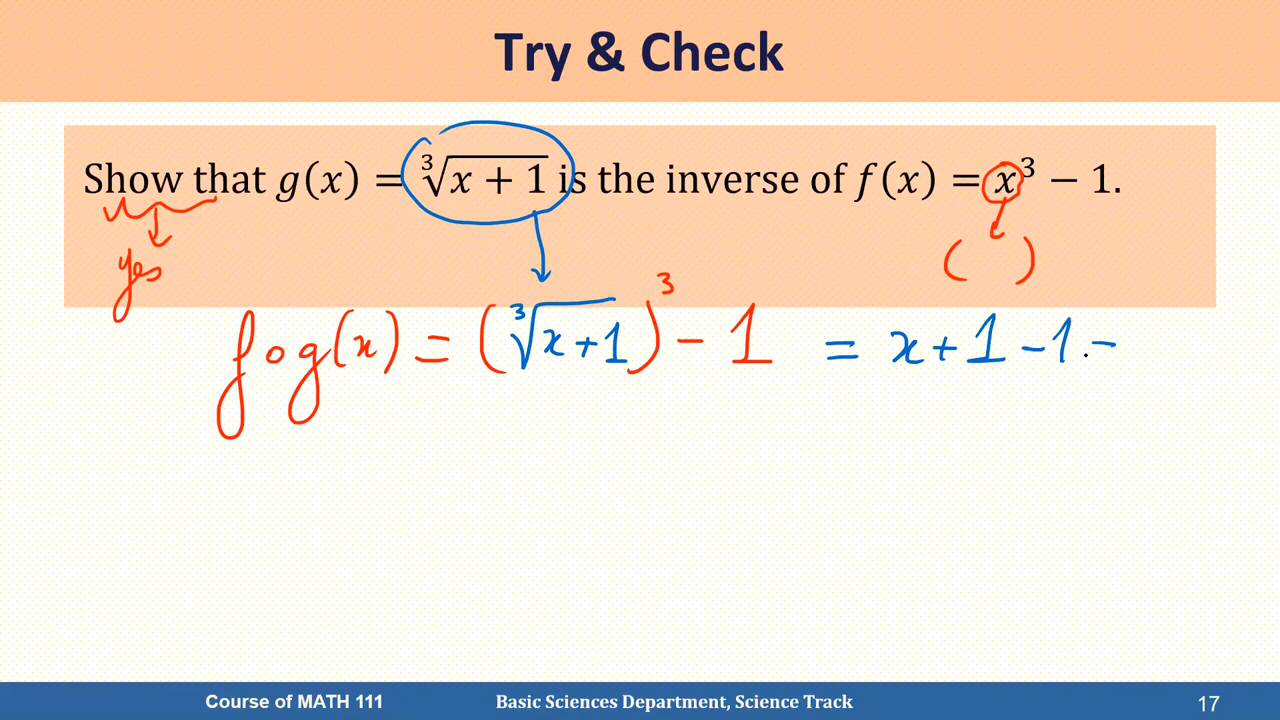 Try & Check
Show that g(x) = ∛(x + 1) is the inverse of f(x) = x³ − 1.
yes
( )
fog(x) = (∛(x+1))³ − 1 = x+1 −1 =
Course of MATH 111 Basic Sciences Department, Science Track 17